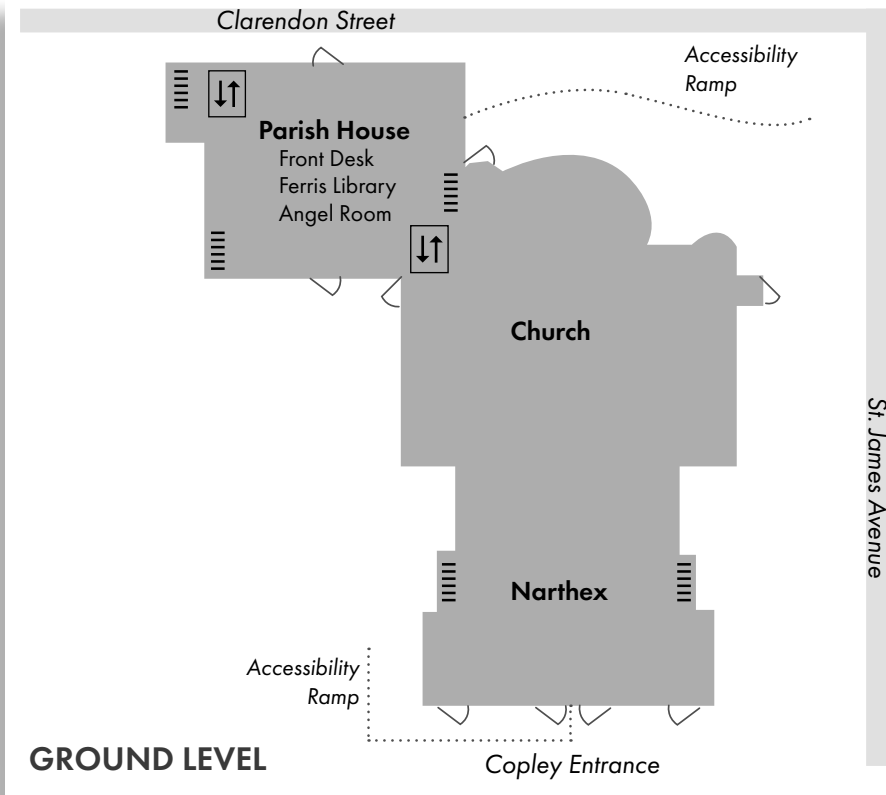 Clarendon Street
Accessibility
Ramp
Parish House
Front Desk
Ferris Library
Angel Room
Church
St. James Avenue
Narthex
Accessibility
Ramp
GROUND LEVEL
Copley Entrance